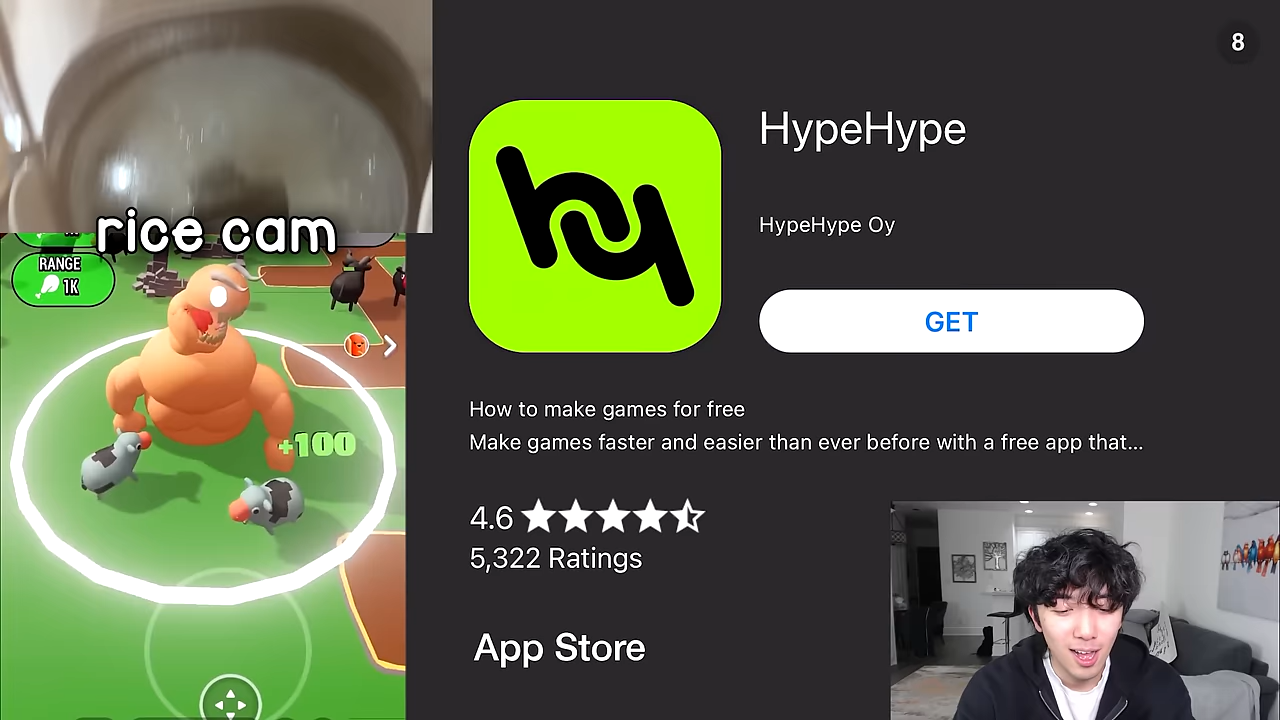 rice cam
RANGE
1K
+100
8
HypeHype
HypeHype Oy
GET
How to make games for free
Make games faster and easier than ever before with a free app that...
4.6
5,322 Ratings
App Store